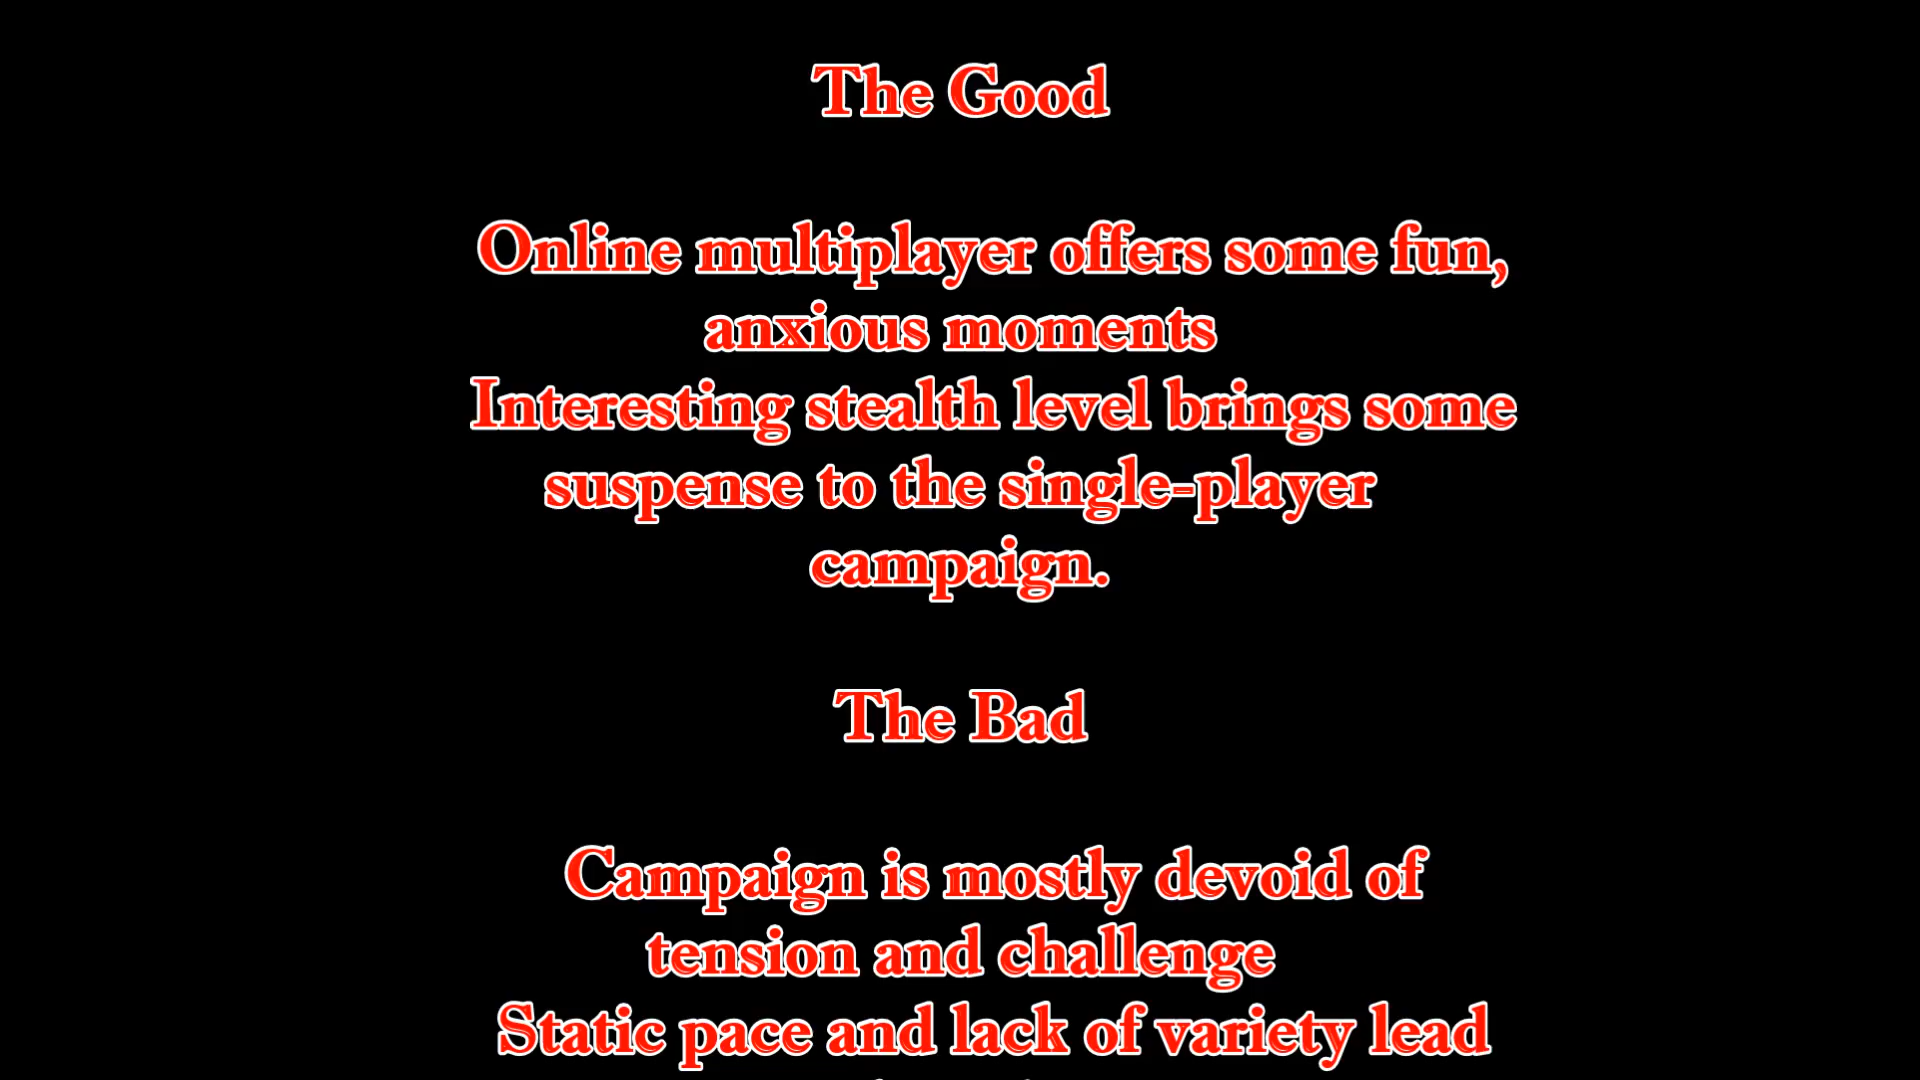 The Good
Online multiplayer offers some fun,
anxious moments
Interesting stealth level brings some
suspense to the single-player
campaign.
The Bad
Campaign is mostly devoid of
tension and challenge
Static pace and lack of variety lead